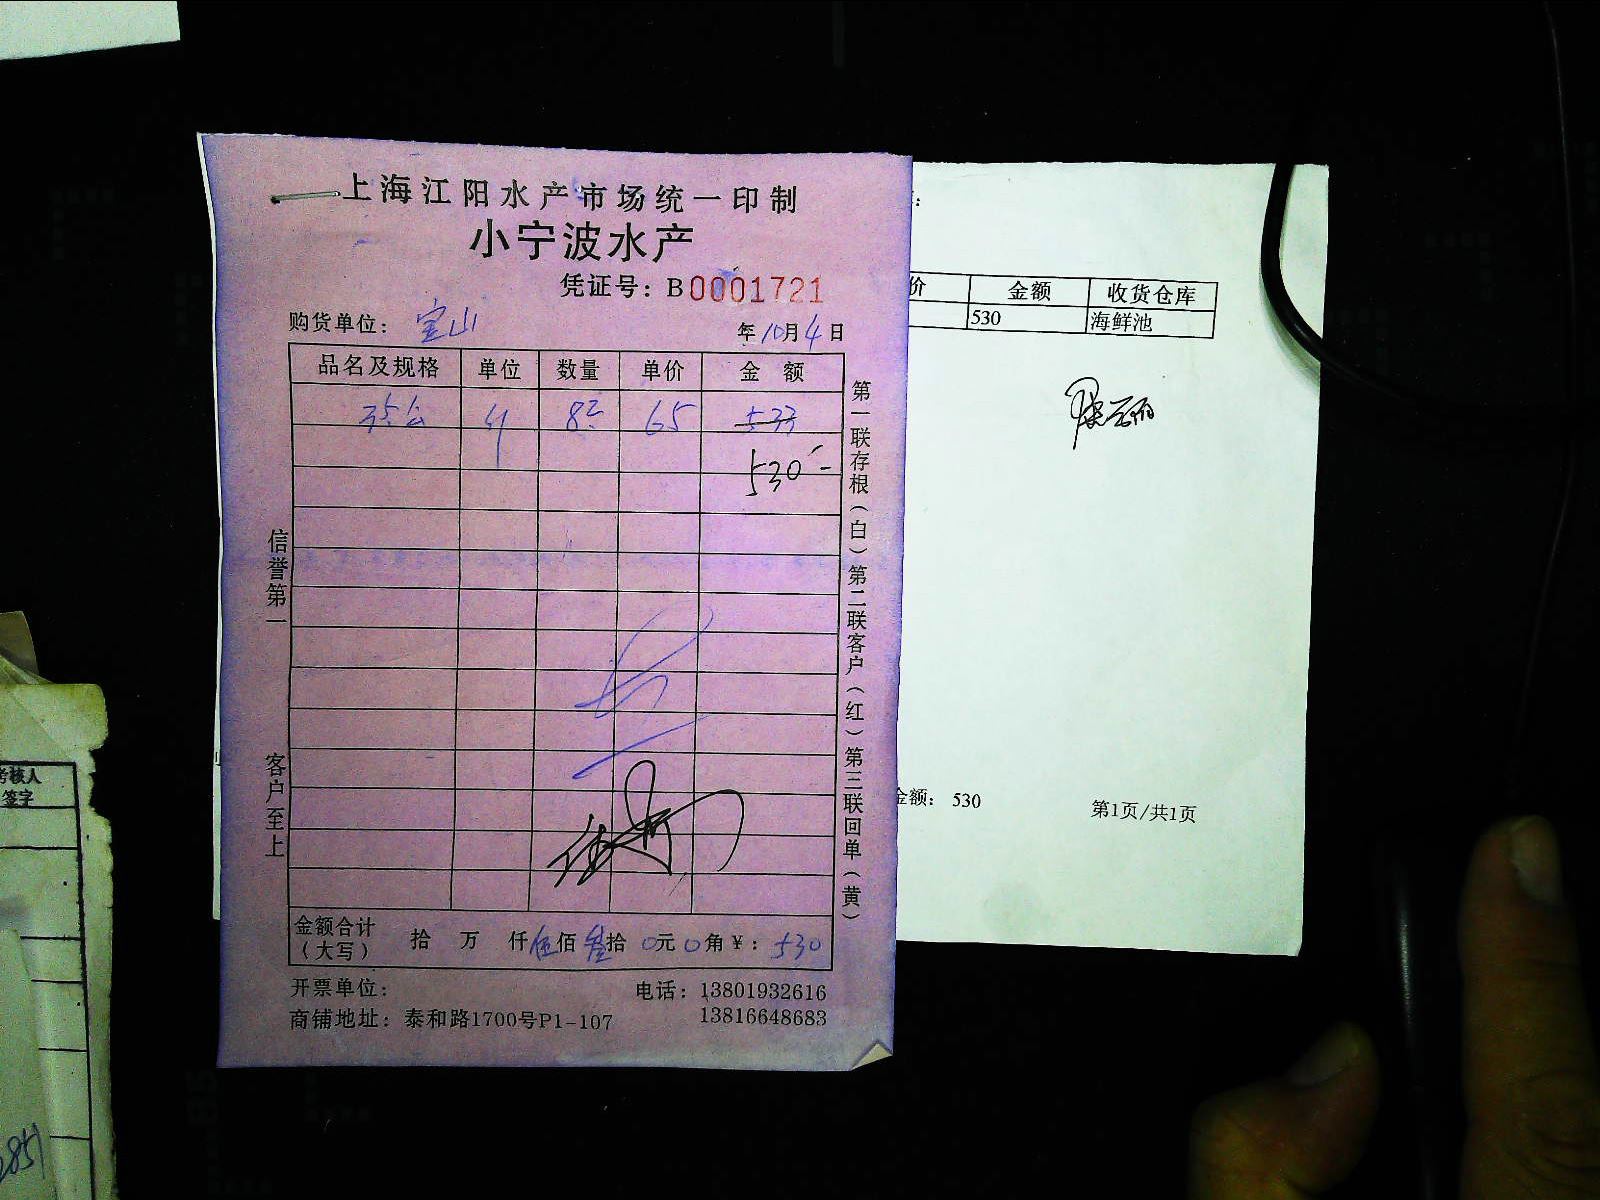 上海江阳水产市场统一印制
小宁波水产
凭证号：B0001721
购货单位：宝山
年10月4日
品名及规格 单位 数量 单价 金额
65 533
530-
信誉第一
客户至上
第一联存根（白）第二联客户（红）第三联回单（黄）
金额合计（大写） 拾 万 仟伍佰叁拾0元0角¥：530
开票单位：
电话：13801932616
商铺地址：泰和路1700号P1-107
13816648683
价 金额 收货仓库
530 海鲜池
金额：530
第1页/共1页
考核人
签字